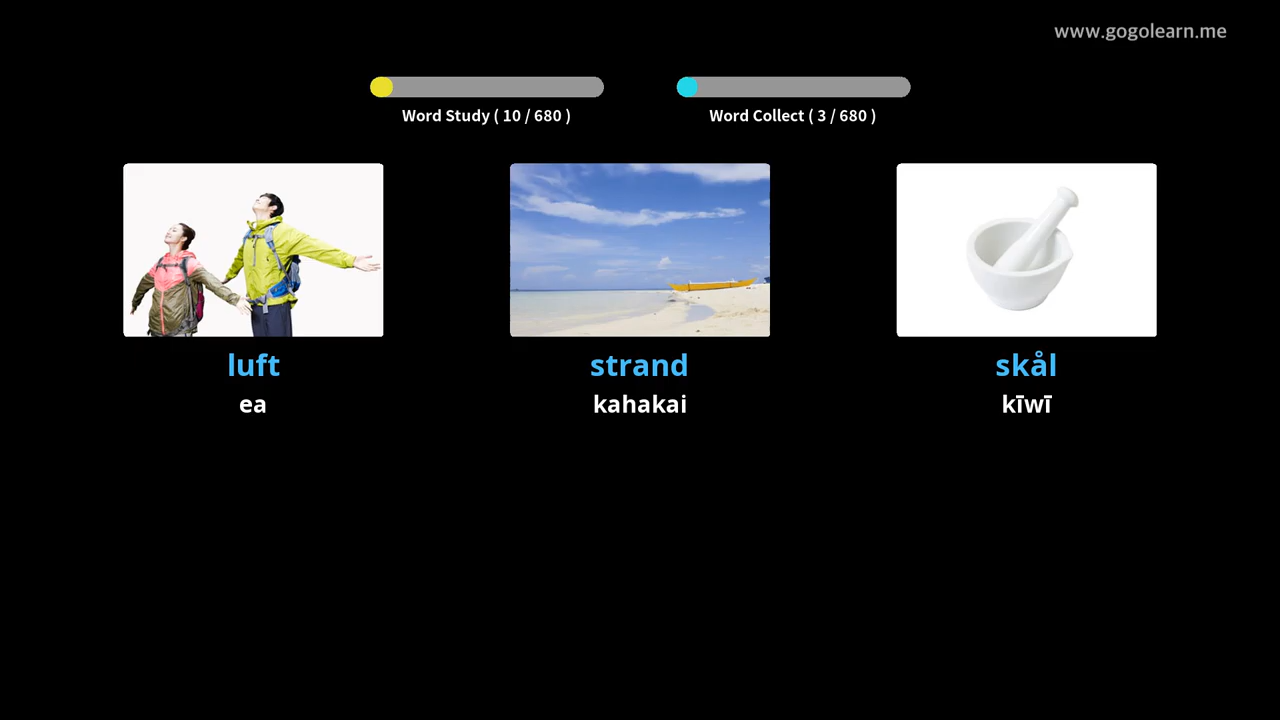 www.gogolearn.me
Word Study ( 10 / 680 )
Word Collect ( 3 / 680 )
luft
strand
skål
ea
kahakai
kīwī